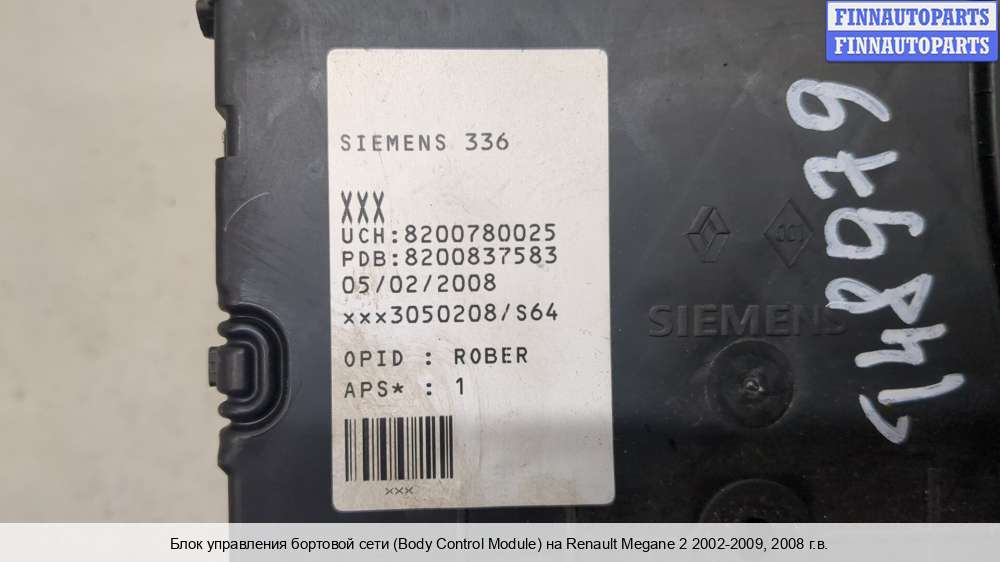 FINNAUTOPARTS
FINNAUTOPARTS
SIEMENS 336
XXX
UCH:8200780025
PDB:8200837583
05/02/2008
xxx3050208/S64
OPID : ROBER
APS* : 1
xxx
SIEMENS
Блок управления бортовой сети (Body Control Module) на Renault Megane 2 2002-2009, 2008 г.в.